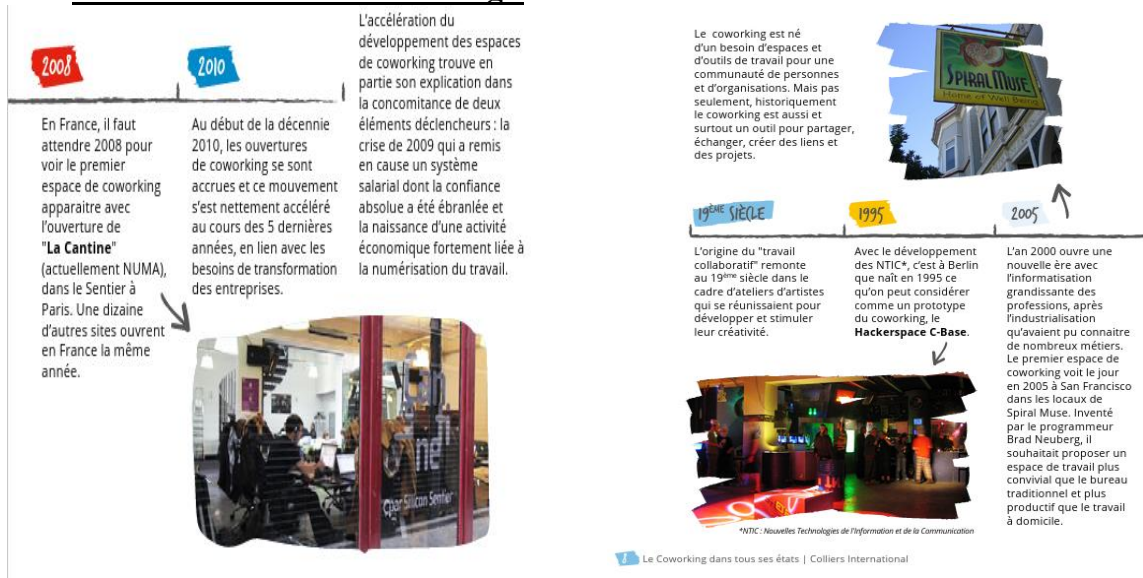 2008
2010
En France, il faut
attendre 2008 pour
voir le premier
espace de coworking
apparaitre avec
l'ouverture de
"La Cantine"
(actuellement NUMA),
dans le Sentier à
Paris. Une dizaine
d'autres sites ouvrent
en France la même
année.
Au début de la décennie
2010, les ouvertures
de coworking se sont
accrues et ce mouvement
s'est nettement accéléré
au cours des 5 dernières
années, en lien avec les
besoins de transformation
des entreprises.
L'accélération du
développement des espaces
de coworking trouve en
partie son explication dans
la concomitance de deux
éléments déclencheurs : la
crise de 2009 qui a remis
en cause un système
salarial dont la confiance
absolue a été ébranlée et
la naissance d'une activité
économique fortement liée à
la numérisation du travail.
Silicon Sentier
Le coworking est né
d'un besoin d'espaces et
d'outils de travail pour une
communauté de personnes
et d'organisations. Mais pas
seulement, historiquement
le coworking est aussi et
surtout un outil pour partager,
échanger, créer des liens et
des projets.
SPIRAL MUSE
Home of Well Being
19ÈME SIÈCLE
1995
2005
L'origine du "travail
collaboratif" remonte
au 19ème siècle dans le
cadre d'ateliers d'artistes
qui se réunissaient pour
développer et stimuler
leur créativité.
Avec le développement
des NTIC*, c'est à Berlin
que naît en 1995 ce
qu'on peut considérer
comme un prototype
du coworking, le
Hackerspace C-Base.
L'an 2000 ouvre une
nouvelle ère avec
l'informatisation
grandissante des
professions, après
l'industrialisation
qu'avaient pu connaitre
de nombreux métiers.
Le premier espace de
coworking voit le jour
en 2005 à San Francisco
dans les locaux de
Spiral Muse. Inventé
par le programmeur
Brad Neuberg, il
souhaitait proposer un
espace de travail plus
convivial que le bureau
traditionnel et plus
productif que le travail
à domicile.
*NTIC : Nouvelles Technologies de l'Information et de la Communication
8 Le Coworking dans tous ses états | Colliers International